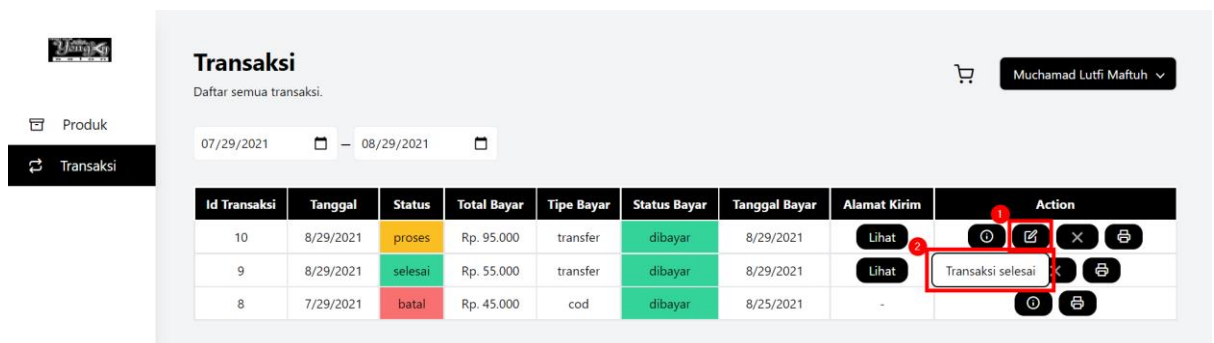 Yongky
Transaksi
Daftar semua transaksi.
Muchamad Lutfi Maftuh
Produk
Transaksi
07/29/2021 – 08/29/2021
Id Transaksi Tanggal Status Total Bayar Tipe Bayar Status Bayar Tanggal Bayar Alamat Kirim Action
1
10 8/29/2021 proses Rp. 95.000 transfer dibayar 8/29/2021 Lihat
2
9 8/29/2021 selesai Rp. 55.000 transfer dibayar 8/29/2021 Lihat Transaksi selesai
8 7/29/2021 batal Rp. 45.000 cod dibayar 8/25/2021 -